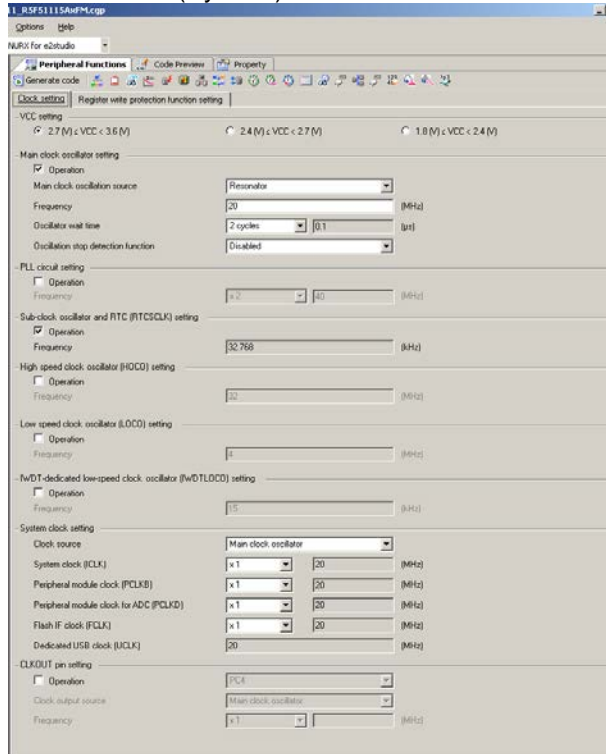 11_R5F51115AxFM.cgp
Options Help
NURX for e2studio
Peripheral Functions Code Preview Property
Generate code
Clock setting Register write protection function setting
VCC setting
2.7 (V) ≤ VCC < 3.6 (V) 2.4 (V) ≤ VCC < 2.7 (V) 1.8 (V) ≤ VCC < 2.4 (V)
Main clock oscillator setting
Operation
Main clock oscillation source Resonator
Frequency 20 (MHz)
Oscillator wait time 2 cycles 0.1 (µs)
Oscillation stop detection function Disabled
PLL circuit setting
Operation
Frequency x 2 40 (MHz)
Sub-clock oscillator and RTC (RTCSCLK) setting
Operation
Frequency 32.768 (kHz)
High speed clock oscillator (HOCO) setting
Operation
Frequency 32 (MHz)
Low speed clock oscillator (LOCO) setting
Operation
Frequency 4 (MHz)
IWDT-dedicated low-speed clock oscillator (IWDTLOCO) setting
Operation
Frequency 15 (kHz)
System clock setting
Clock source Main clock oscillator
System clock (ICLK) x 1 20 (MHz)
Peripheral module clock (PCLKB) x 1 20 (MHz)
Peripheral module clock for ADC (PCLKD) x 1 20 (MHz)
Flash IF clock (FCLK) x 1 20 (MHz)
Dedicated USB clock (UCLK) 20 (MHz)
CLKOUT pin setting
Operation PC4
Clock output source Main clock oscillator
Frequency x 1 (MHz)